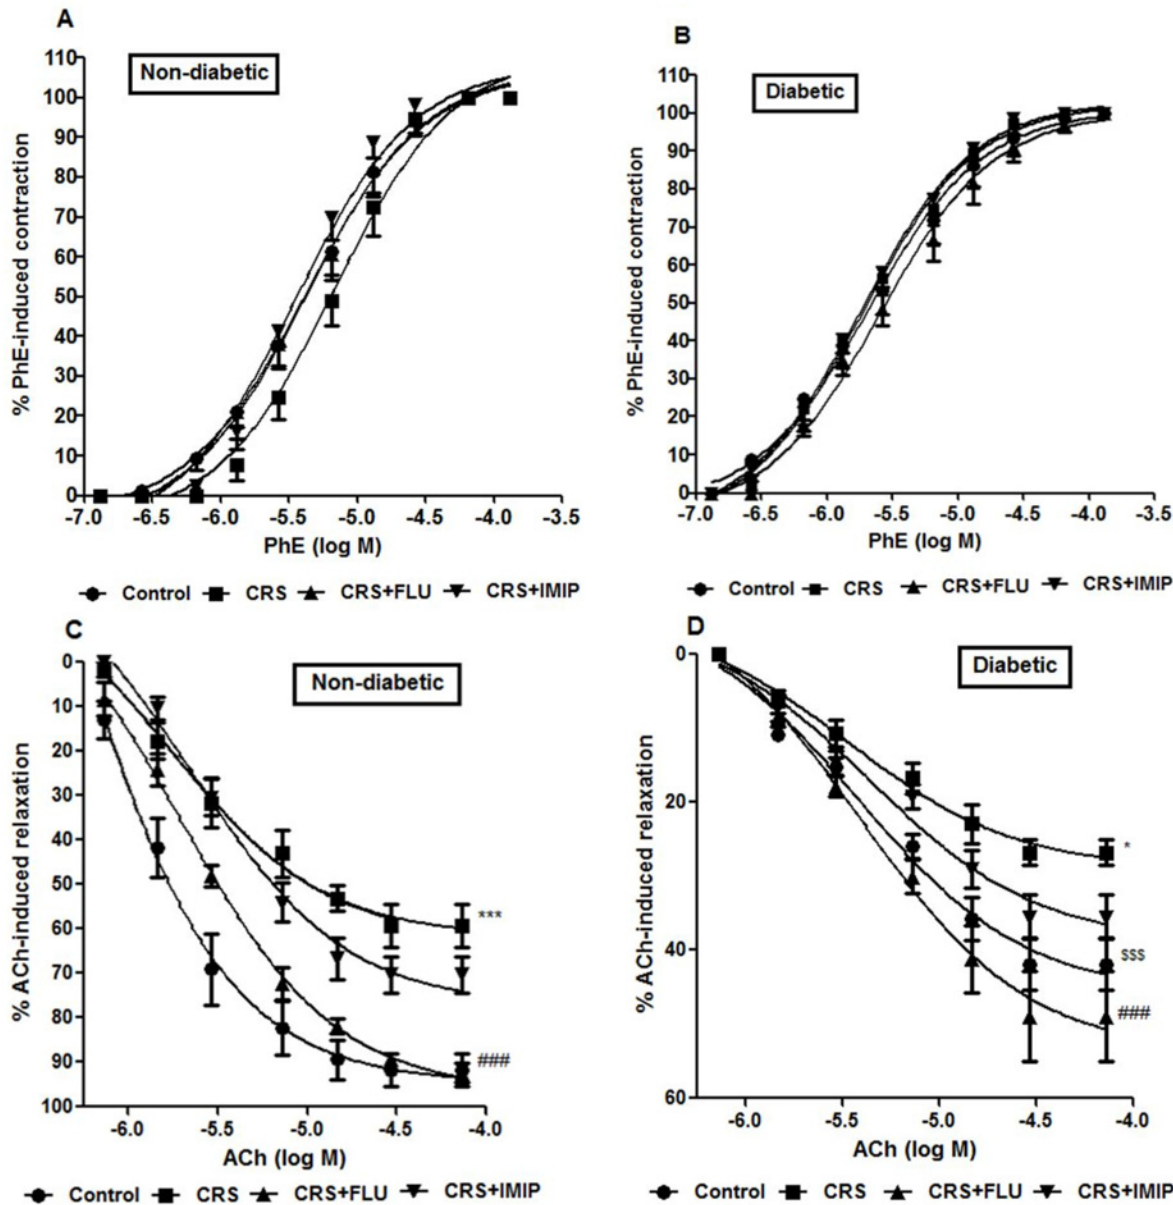 A
Non-diabetic
% PhE-induced contraction
110
100
90
80
70
60
50
40
30
20
10
0
-7.0 -6.5 -6.0 -5.5 -5.0 -4.5 -4.0 -3.5
PhE (log M)
Control CRS CRS+FLU CRS+IMIP
B
Diabetic
% PhE-induced contraction
110
100
90
80
70
60
50
40
30
20
10
0
-7.0 -6.5 -6.0 -5.5 -5.0 -4.5 -4.0 -3.5
PhE (log M)
Control CRS CRS+FLU CRS+IMIP
C
Non-diabetic
% ACh-induced relaxation
0
10
20
30
40
50
60
70
80
90
100
***
###
-6.0 -5.5 -5.0 -4.5 -4.0
ACh (log M)
Control CRS CRS+FLU CRS+IMIP
D
Diabetic
% ACh-induced relaxation
0
20
40
60
*
$$$
###
-6.0 -5.5 -5.0 -4.5 -4.0
ACh (log M)
Control CRS CRS+FLU CRS+IMIP